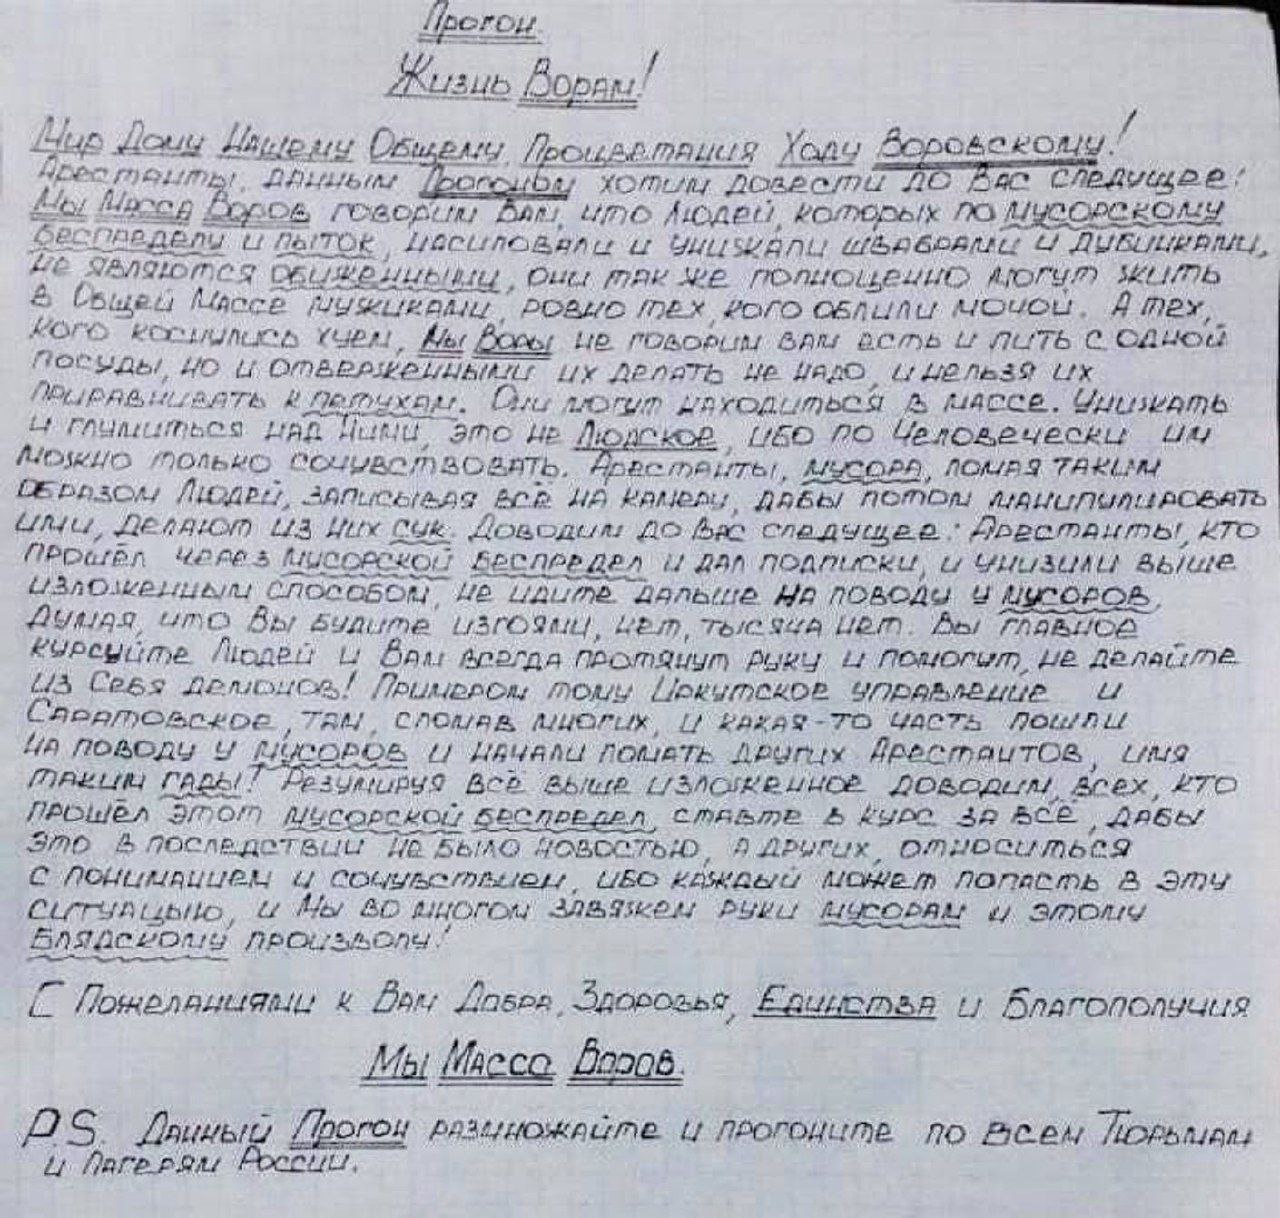 Прогон.
Жизнь Ворам!
Мир Дому Нашему Общему, Процветания Ходу Воровскому!
Арестанты, данным Прогоном хотим довести до Вас следущее:
Мы Масса Воров говорим Вам, что Людей, которых по мусорскому
беспределу и пыток, насиловали и унижали швабрами и дубинками,
не являются обиженными, они так же полноценно могут жить
в Общей Массе мужиками, ровно тех, кого облили мочой. А тех,
кого коснулись хуем, Мы Воры не говорим вам есть и пить с одной
посуды, но и отверженными их делать не надо, и нельзя их
приравнивать к петухам. Они могут находиться в массе. Унижать
и глумиться над Ними, это не Людское, ибо по Человечески им
можно только сочувствовать. Арестанты, мусора, ломая таким
образом Людей, записывая всё на камеру, дабы потом манипулировать
ими, делают из них сук. Доводим до Вас следущее: Арестанты, кто
прошёл через мусорской беспредел и дал подписки, и унизили выше
изложенным способом, не идите дальше на поводу у мусоров,
думая, что Вы будите изгоями, нет, тысяча нет. Вы главное
курсуйте Людей и Вам всегда протянут руку и помогут, не делайте
из Себя демонов! Примером тому Иркутское управление и
Саратовское, там, сломав многих, и какая-то часть пошли
на поводу у мусоров и начали ломать других Арестантов, имя
таким гады! Резумируя всё выше изложенное доводим, всех, кто
прошёл этот мусорской беспредел, ставте в курс за всё, дабы
это в последствии не было новостью, а других, относиться
с пониманием и сочувствием, ибо каждый может попасть в эту
ситуацыю, и Мы во многом завяжем руки мусорам и этому
блядскому произволу!
С Пожеланиями к Вам Добра, Здоровья, Единства и Благополучия
Мы Масса Воров.
P.S. Данный Прогон размножайте и прогоните по всем Тюрьмам
и Лагерям России.